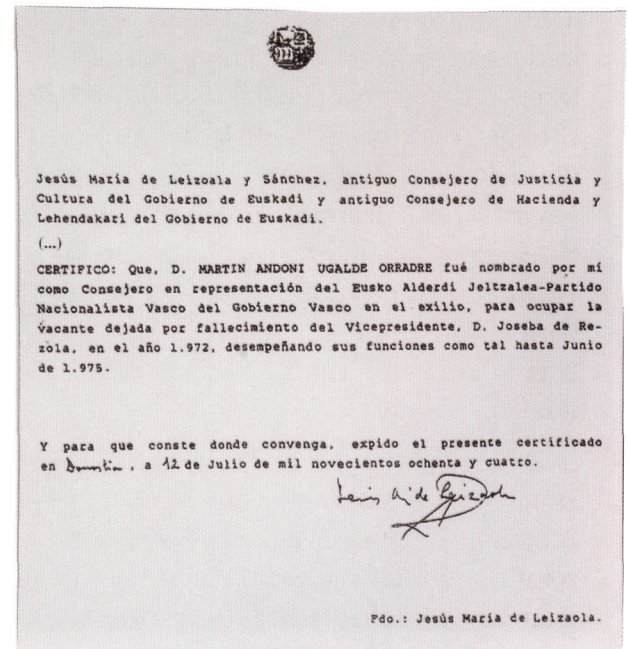 Jesús María de Leizoala y Sánchez, antiguo Consejero de Justicia y
Cultura del Gobierno de Euskadi y antiguo Consejero de Hacienda y
Lehendakari del Gobierno de Euskadi.
(...)
CERTIFICO: Que, D. MARTIN ANDONI UGALDE ORRADRE fué nombrado por mí
como Consejero en representación del Eusko Alderdi Jeltzalea-Partido
Nacionalista Vasco del Gobierno Vasco en el exilio, para ocupar la
vacante dejada por fallecimiento del Vicepresidente, D. Joseba de Re-
zola, en el año 1.972, desempeñando sus funciones como tal hasta Junio
de 1.975.
Y para que conste donde convenga, expido el presente certificado
en Donostia, a 12 de Julio de mil novecientos ochenta y cuatro.
Jesús Mª de Leizaola
Fdo.: Jesús María de Leizaola.